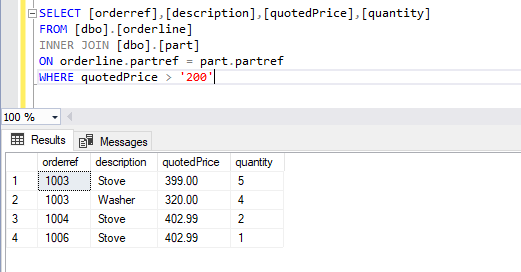 SELECT [orderref],[description],[quotedPrice],[quantity]
FROM [dbo].[orderline]
INNER JOIN [dbo].[part]
ON orderline.partref = part.partref
WHERE quotedPrice > '200'
100 %
Results Messages
orderref description quotedPrice quantity
1 1003 Stove 399.00 5
2 1003 Washer 320.00 4
3 1004 Stove 402.99 2
4 1006 Stove 402.99 1